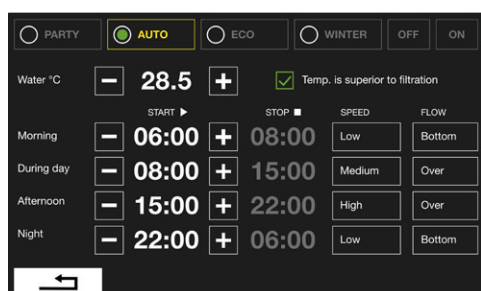 PARTY AUTO ECO WINTER OFF ON
Water °C − 28.5 + Temp. is superior to filtration
START ▶ STOP ■ SPEED FLOW
Morning − 06:00 + 08:00 Low Bottom
During day − 08:00 + 15:00 Medium Over
Afternoon − 15:00 + 22:00 High Over
Night − 22:00 + 06:00 Low Bottom